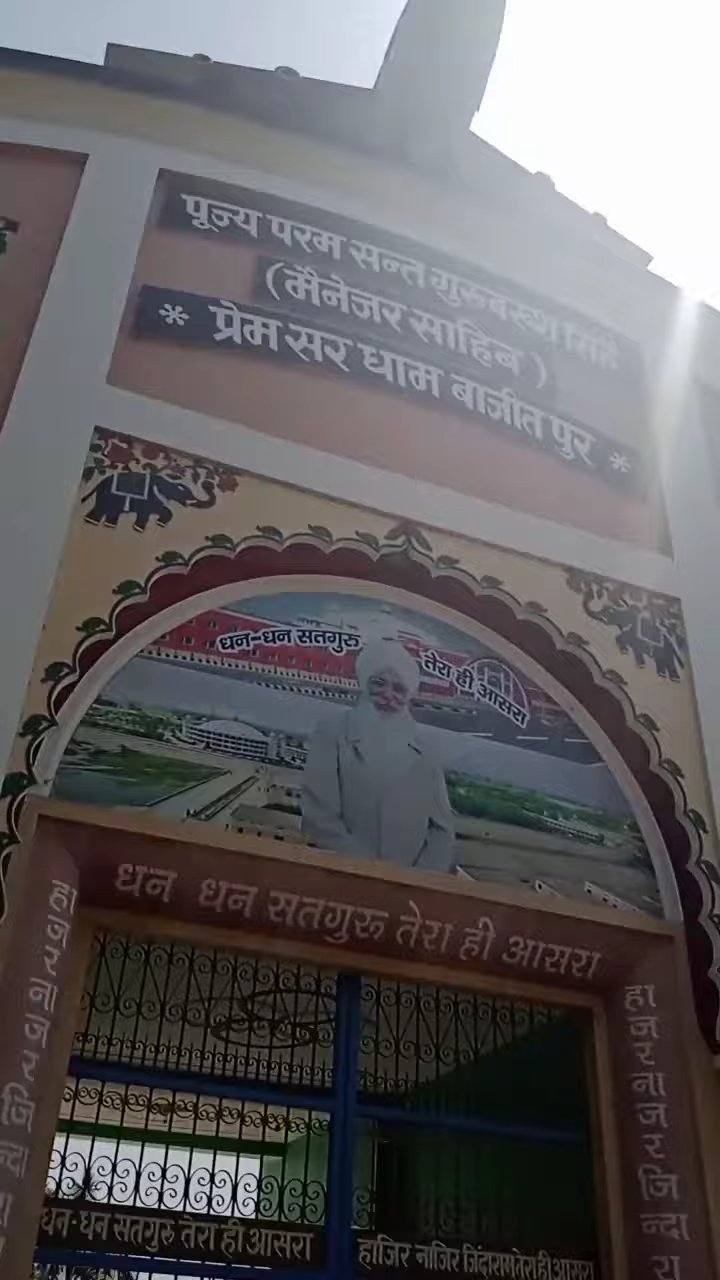 पूज्य परम सन्त गुरुबख्श सिंह
(मैनेजर साहिब)
* प्रेम सर धाम बाजीत पुर *
धन-धन सतगुरु तेरा ही आसरा
धन धन सतगुरु तेरा ही आसरा
हाजर नाजर जिन्दा रा
हाजर नाजर जिन्दा रा
धन-धन सतगुरु तेरा ही आसरा
हाजिर नाजिर जिंदाराम तेरा ही आसरा